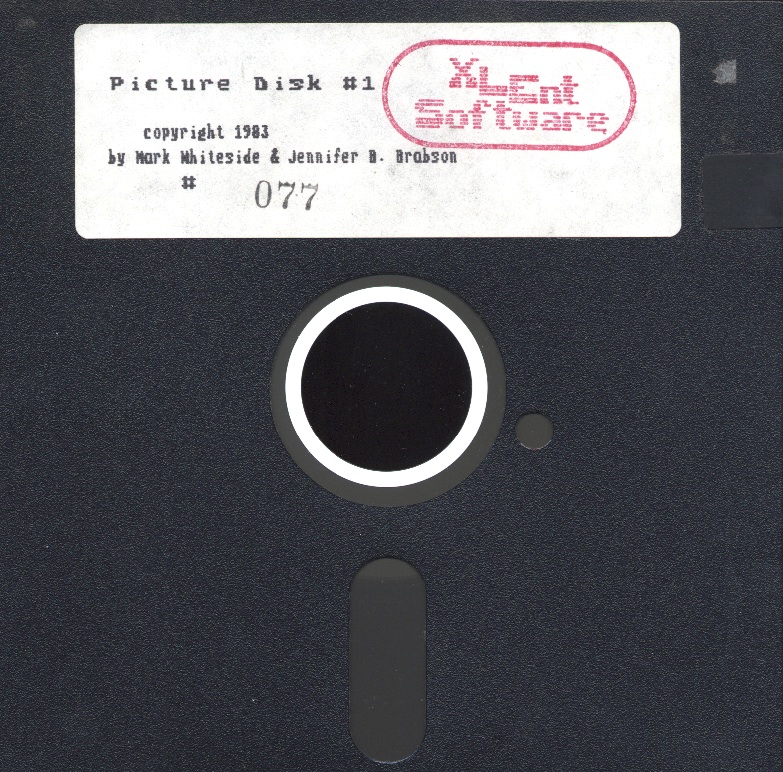 Picture Disk #1
XLEnt
Software
copyright 1983
by Mark Whiteside & Jennifer B. Brabson
# 077